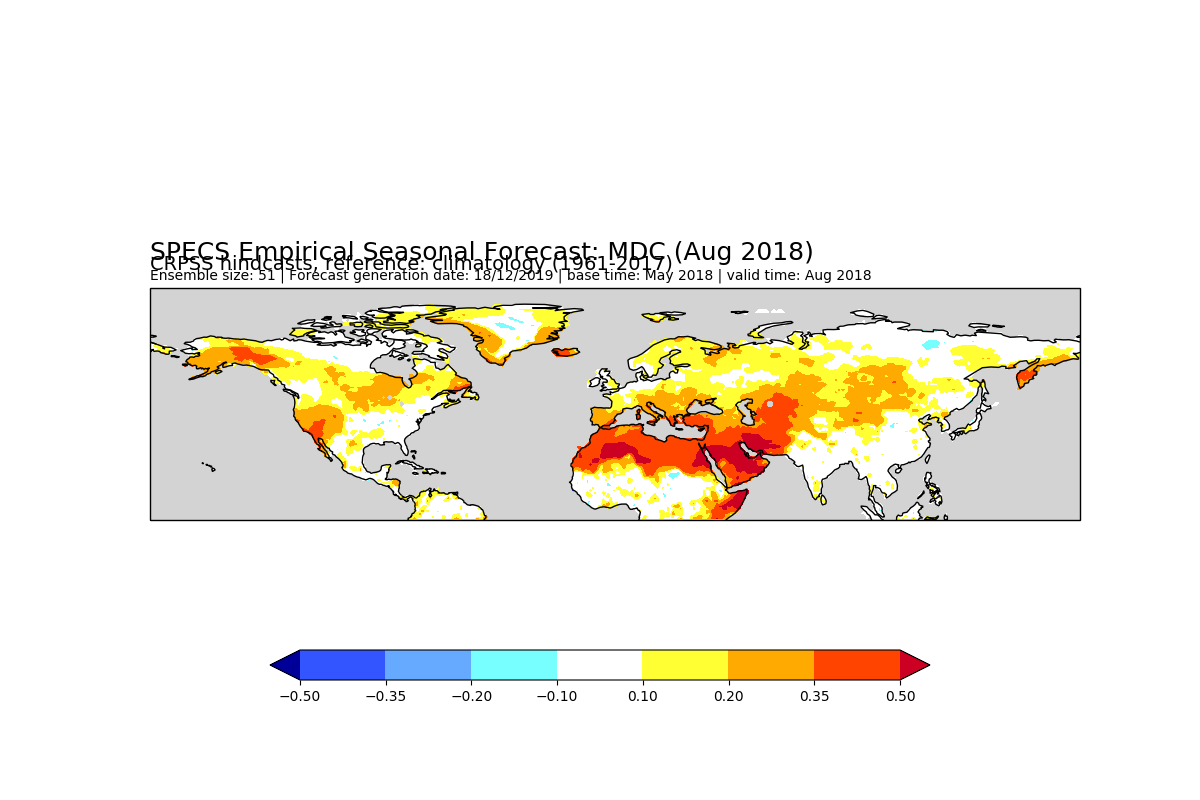 SPECS Empirical Seasonal Forecast: MDC (Aug 2018)
CRPSS hindcasts, reference: climatology (1961-2017)
Ensemble size: 51 | Forecast generation date: 18/12/2019 | base time: May 2018 | valid time: Aug 2018
−0.50 −0.35 −0.20 −0.10 0.10 0.20 0.35 0.50